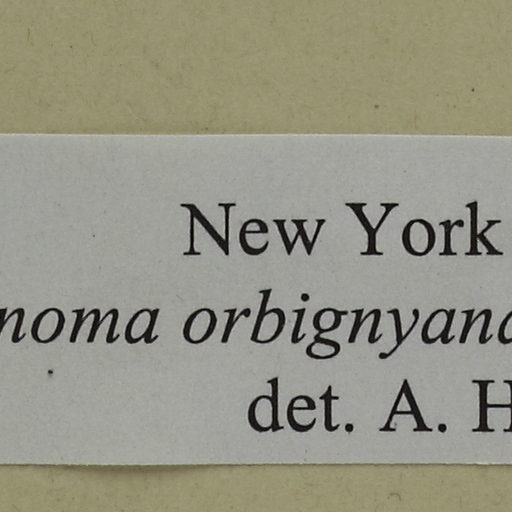 New York
noma orbignyana
det. A. H